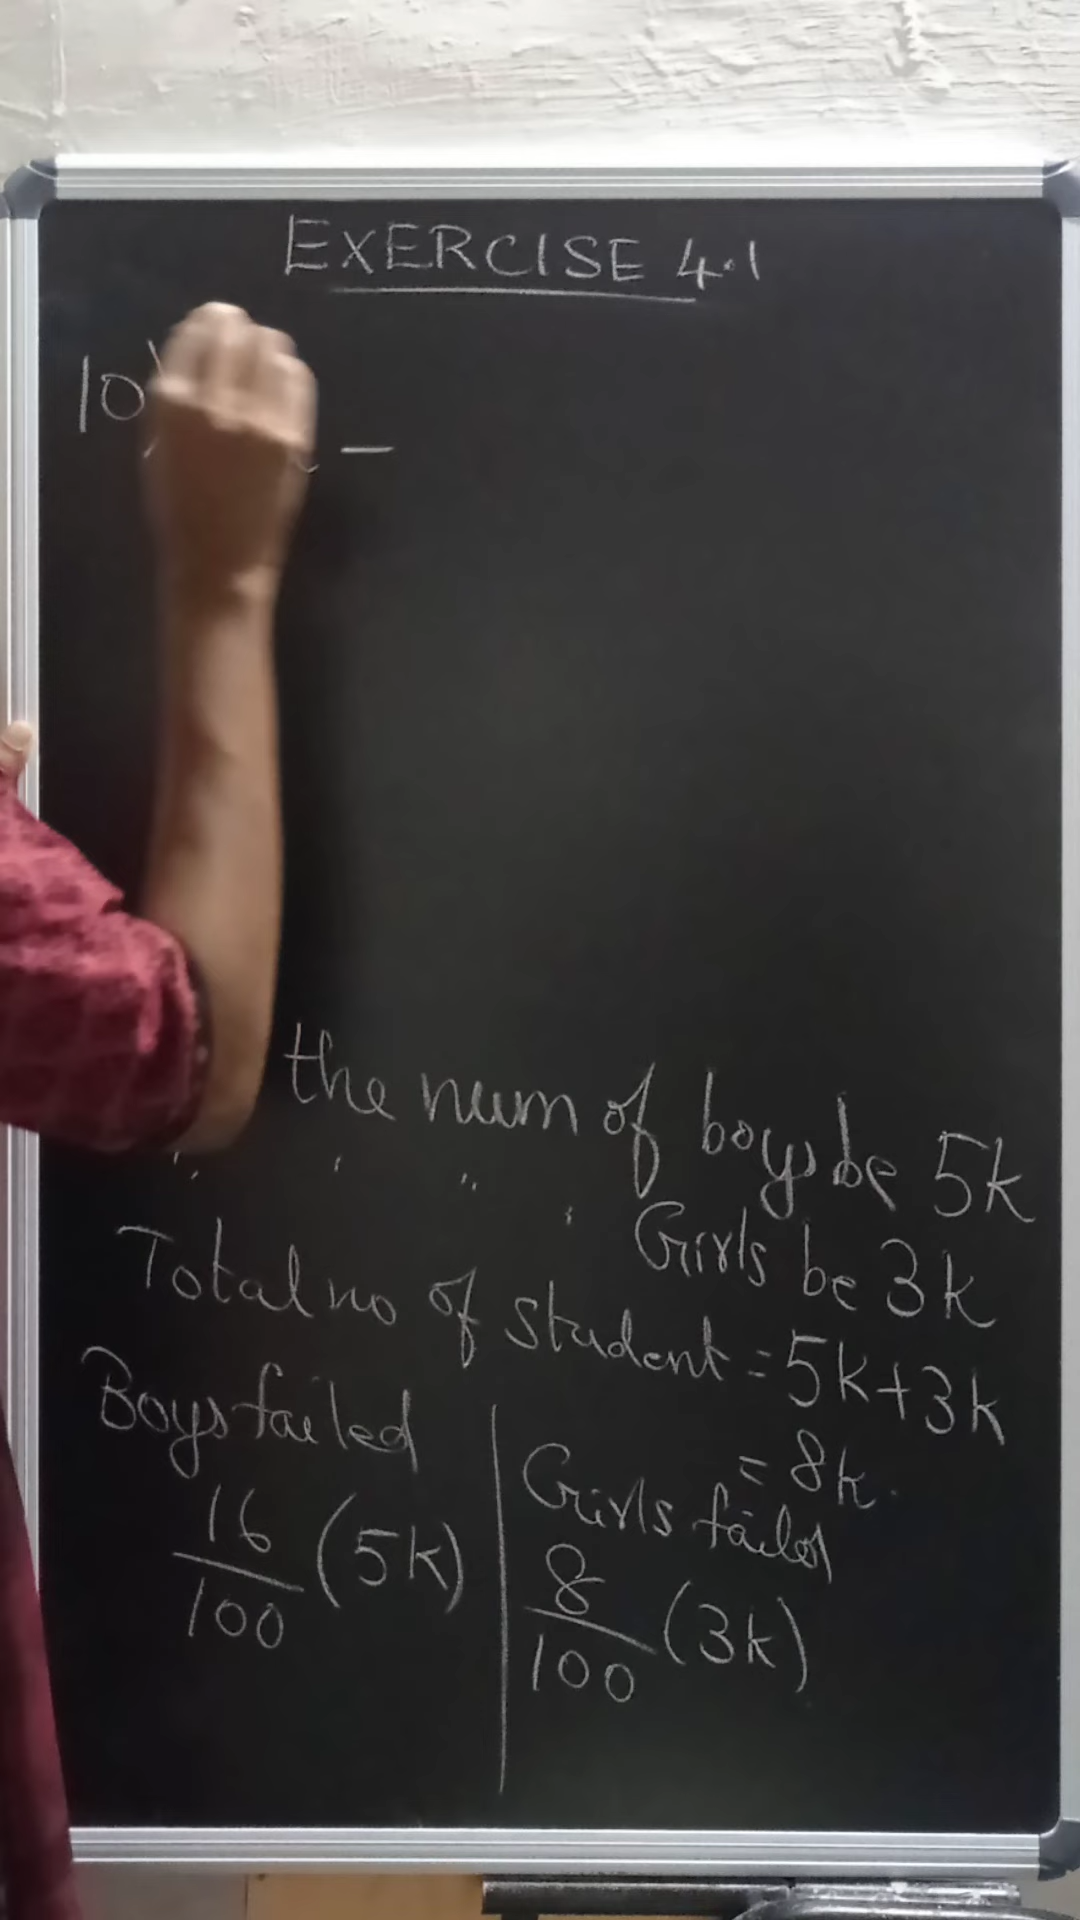 EXERCISE 4.1
10) –
the num of boys be 5k
" " " " Girls be 3k
Total no of student = 5k+3k
= 8k.
Boys failed
16/100 (5k)
Girls failed
8/100 (3k)